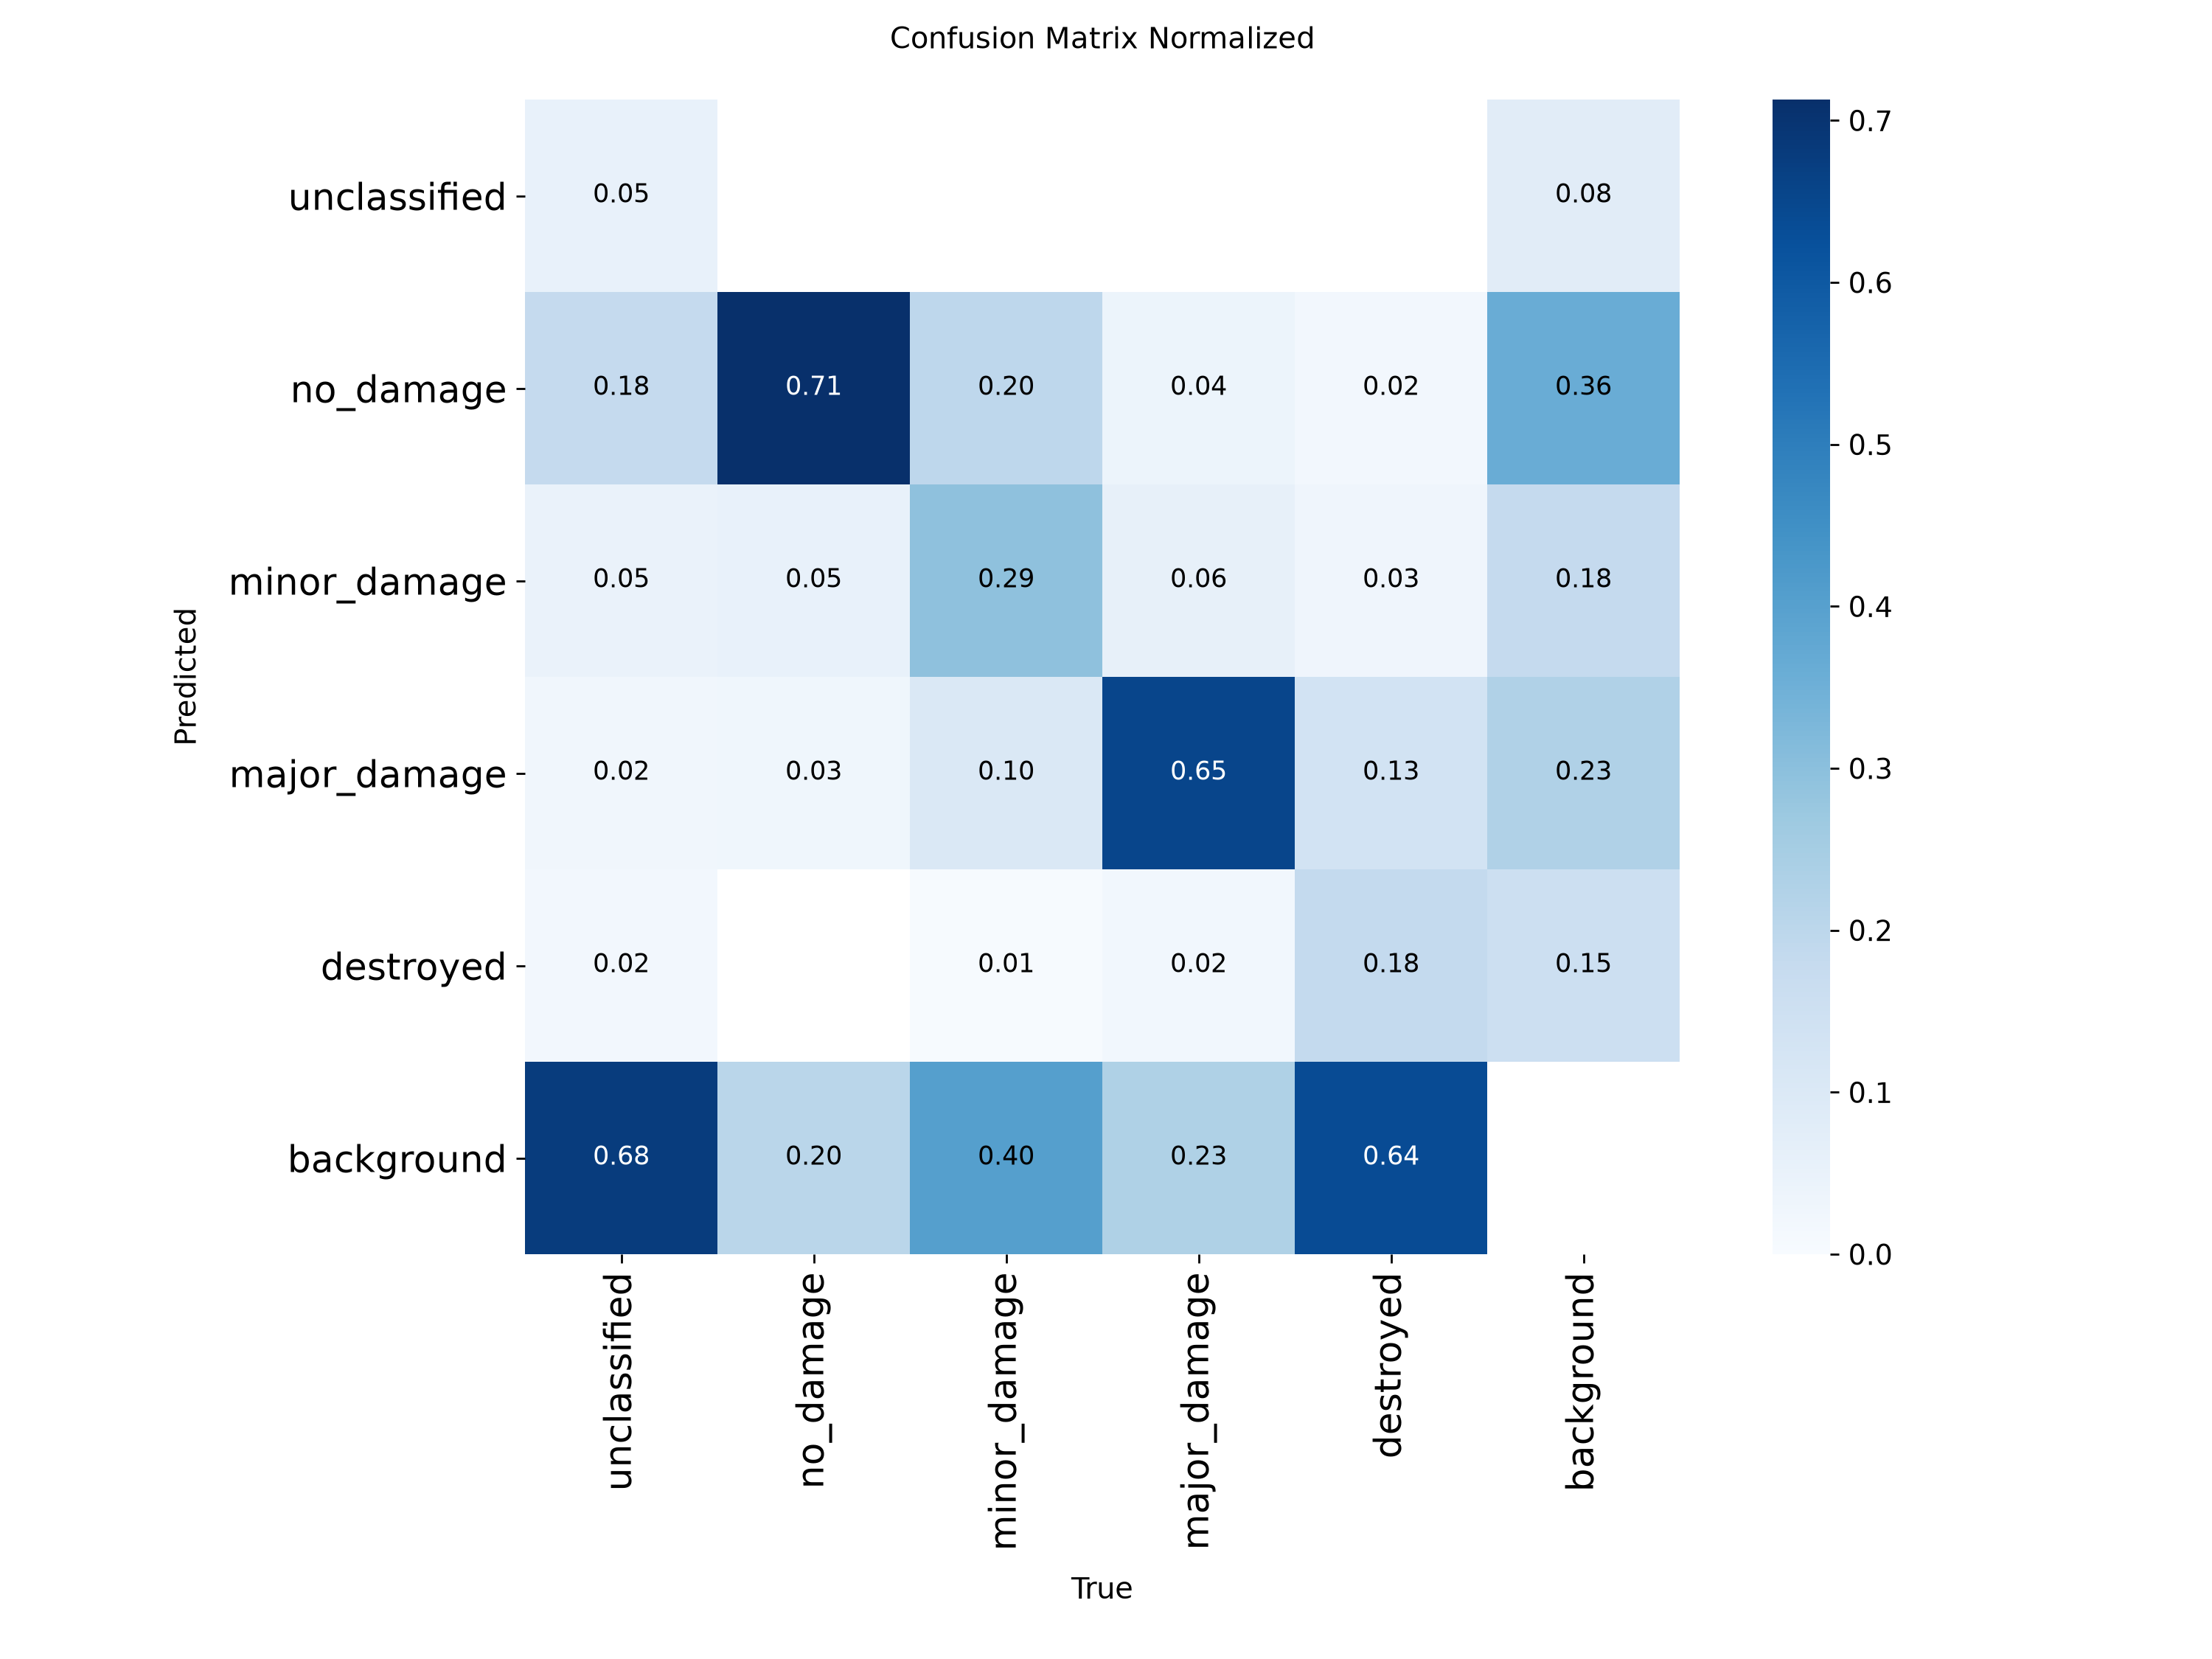 Confusion Matrix Normalized
unclassified 0.05 0.08
no_damage 0.18 0.71 0.20 0.04 0.02 0.36
minor_damage 0.05 0.05 0.29 0.06 0.03 0.18
major_damage 0.02 0.03 0.10 0.65 0.13 0.23
destroyed 0.02 0.01 0.02 0.18 0.15
background 0.68 0.20 0.40 0.23 0.64
Predicted
unclassified
no_damage
minor_damage
major_damage
destroyed
background
True
0.7
0.6
0.5
0.4
0.3
0.2
0.1
0.0